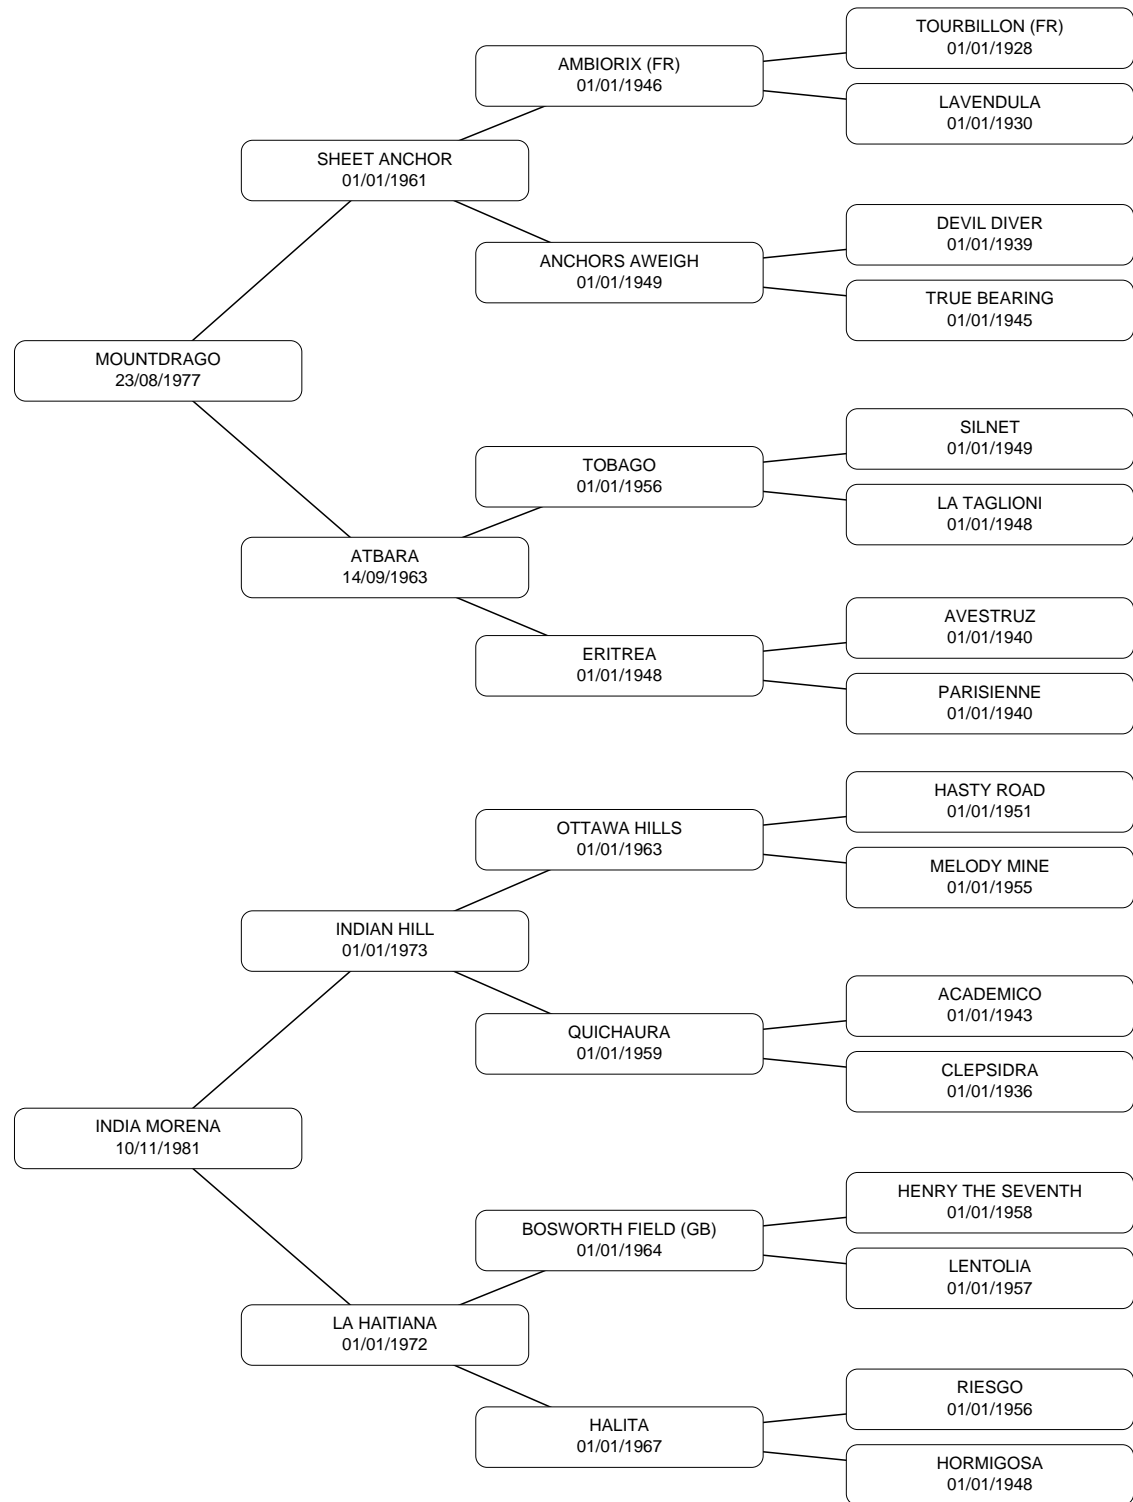 TOURBILLON (FR)
01/01/1928
AMBIORIX (FR)
01/01/1946
LAVENDULA
01/01/1930
SHEET ANCHOR
01/01/1961
DEVIL DIVER
01/01/1939
ANCHORS AWEIGH
01/01/1949
TRUE BEARING
01/01/1945
MOUNTDRAGO
23/08/1977
SILNET
01/01/1949
TOBAGO
01/01/1956
LA TAGLIONI
01/01/1948
ATBARA
14/09/1963
AVESTRUZ
01/01/1940
ERITREA
01/01/1948
PARISIENNE
01/01/1940
HASTY ROAD
01/01/1951
OTTAWA HILLS
01/01/1963
MELODY MINE
01/01/1955
INDIAN HILL
01/01/1973
ACADEMICO
01/01/1943
QUICHAURA
01/01/1959
CLEPSIDRA
01/01/1936
INDIA MORENA
10/11/1981
HENRY THE SEVENTH
01/01/1958
BOSWORTH FIELD (GB)
01/01/1964
LENTOLIA
01/01/1957
LA HAITIANA
01/01/1972
RIESGO
01/01/1956
HALITA
01/01/1967
HORMIGOSA
01/01/1948